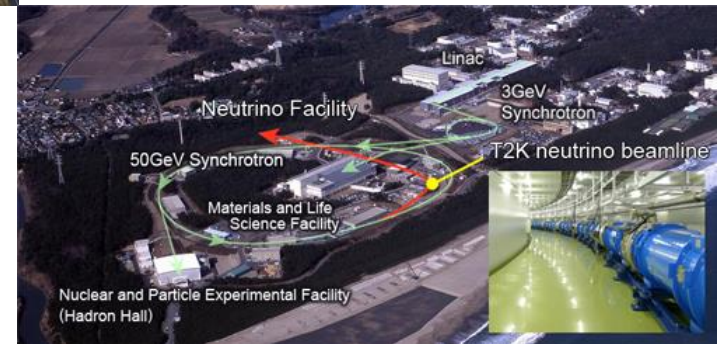 Linac
3GeV
Synchrotron
Neutrino Facility
T2K neutrino beamline
50GeV Synchrotron
Materials and Life
Science Facility
Nuclear and Particle Experimental Facility
(Hadron Hall)